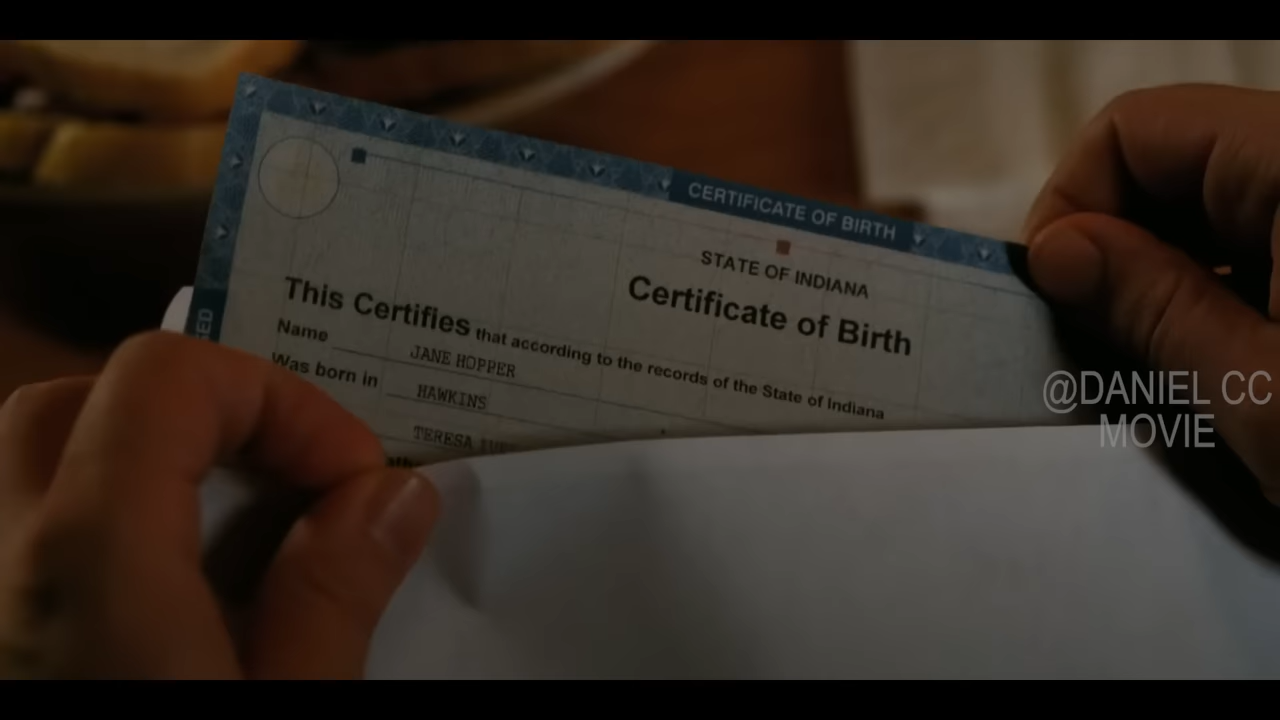 CERTIFICATE OF BIRTH
STATE OF INDIANA
Certificate of Birth
This Certifies that according to the records of the State of Indiana
Name JANE HOPPER
Was born in HAWKINS
TERESA
@DANIEL CC
MOVIE